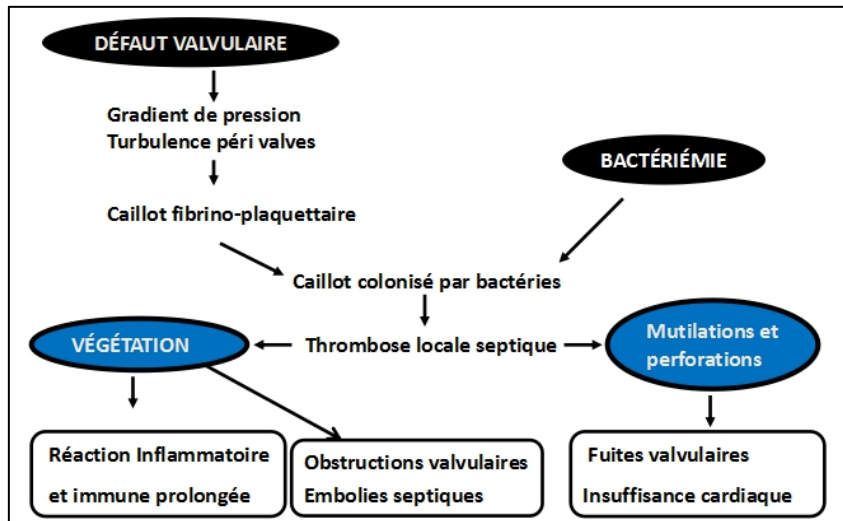 DÉFAUT VALVULAIRE
Gradient de pression
Turbulence péri valves
BACTÉRIÉMIE
Caillot fibrino-plaquettaire
Caillot colonisé par bactéries
VÉGÉTATION
Thrombose locale septique
Mutilations et
perforations
Réaction Inflammatoire
et immune prolongée
Obstructions valvulaires
Embolies septiques
Fuites valvulaires
Insuffisance cardiaque